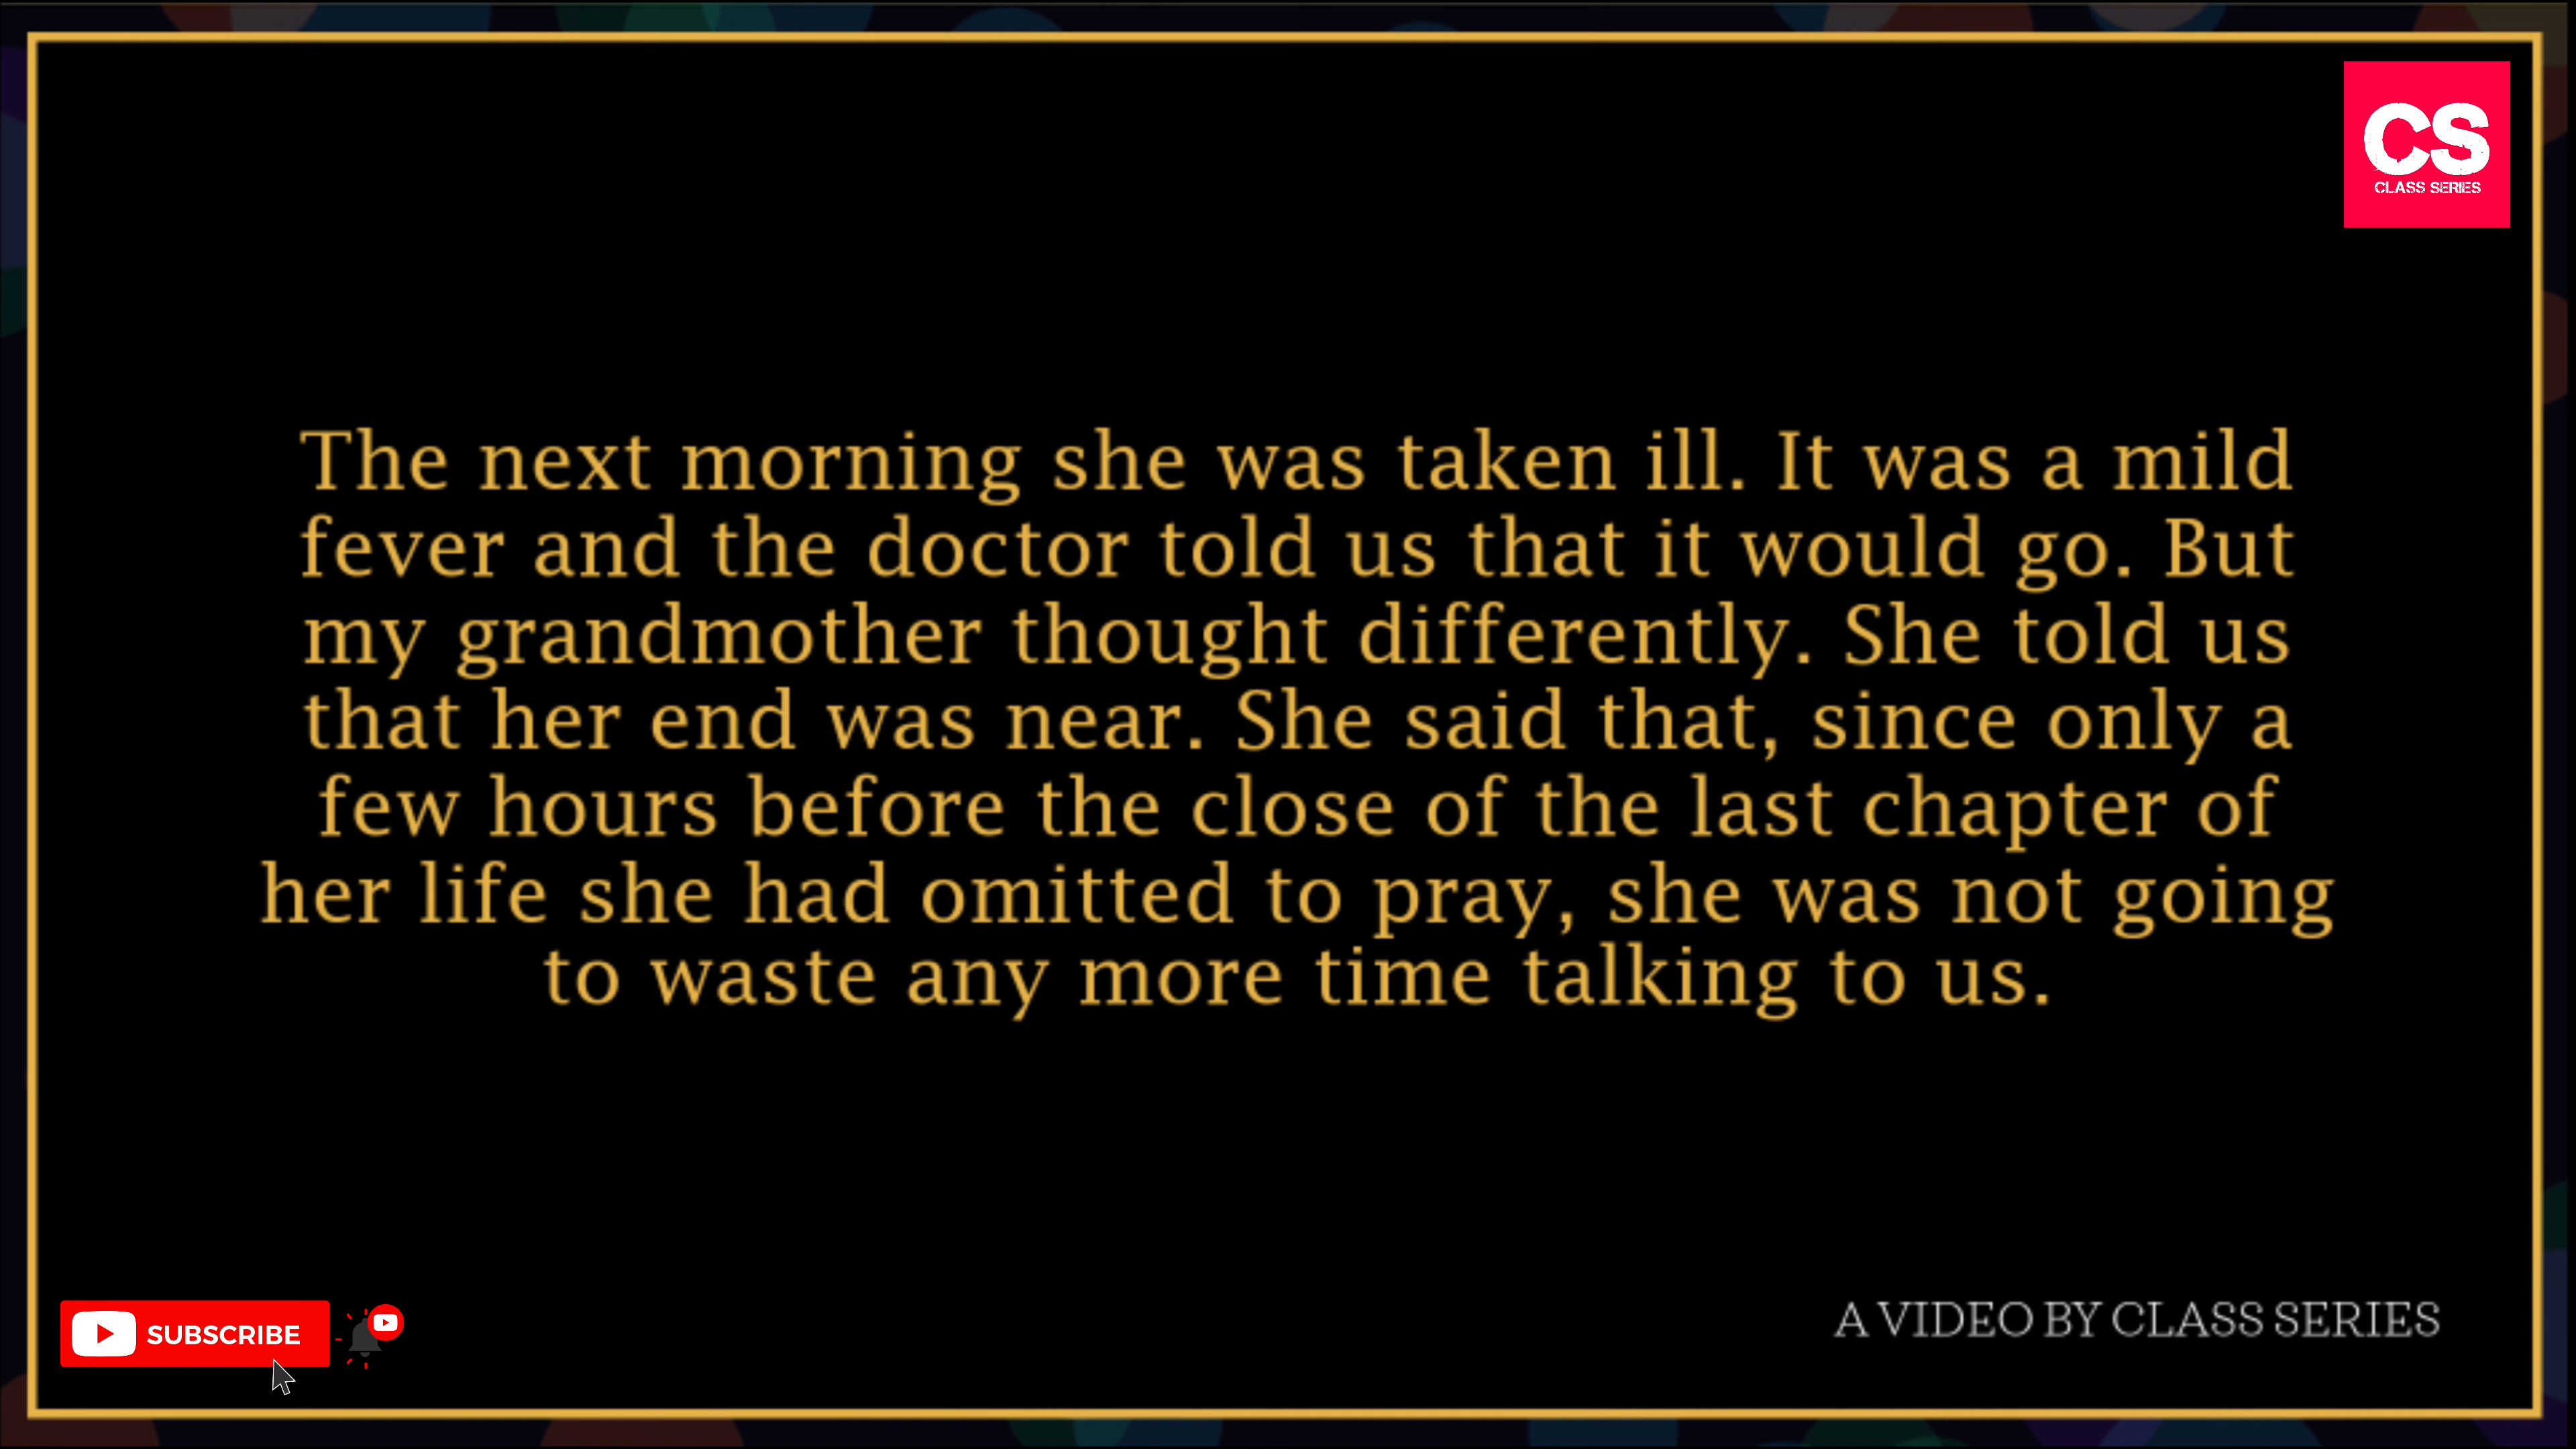 CS
CLASS SERIES
The next morning she was taken ill. It was a mild
fever and the doctor told us that it would go. But
my grandmother thought differently. She told us
that her end was near. She said that, since only a
few hours before the close of the last chapter of
her life she had omitted to pray, she was not going
to waste any more time talking to us.
SUBSCRIBE
A VIDEO BY CLASS SERIES